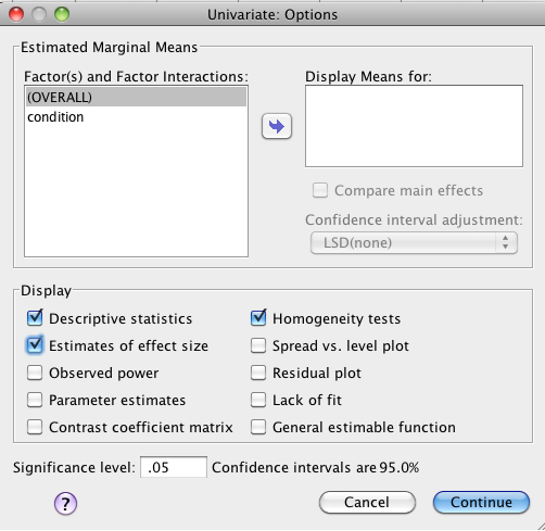 Univariate: Options
Estimated Marginal Means
Factor(s) and Factor Interactions:
(OVERALL)
condition
Display Means for:
Compare main effects
Confidence interval adjustment:
LSD(none)
Display
Descriptive statistics
Homogeneity tests
Estimates of effect size
Spread vs. level plot
Observed power
Residual plot
Parameter estimates
Lack of fit
Contrast coefficient matrix
General estimable function
Significance level: .05 Confidence intervals are 95.0%
? Cancel Continue